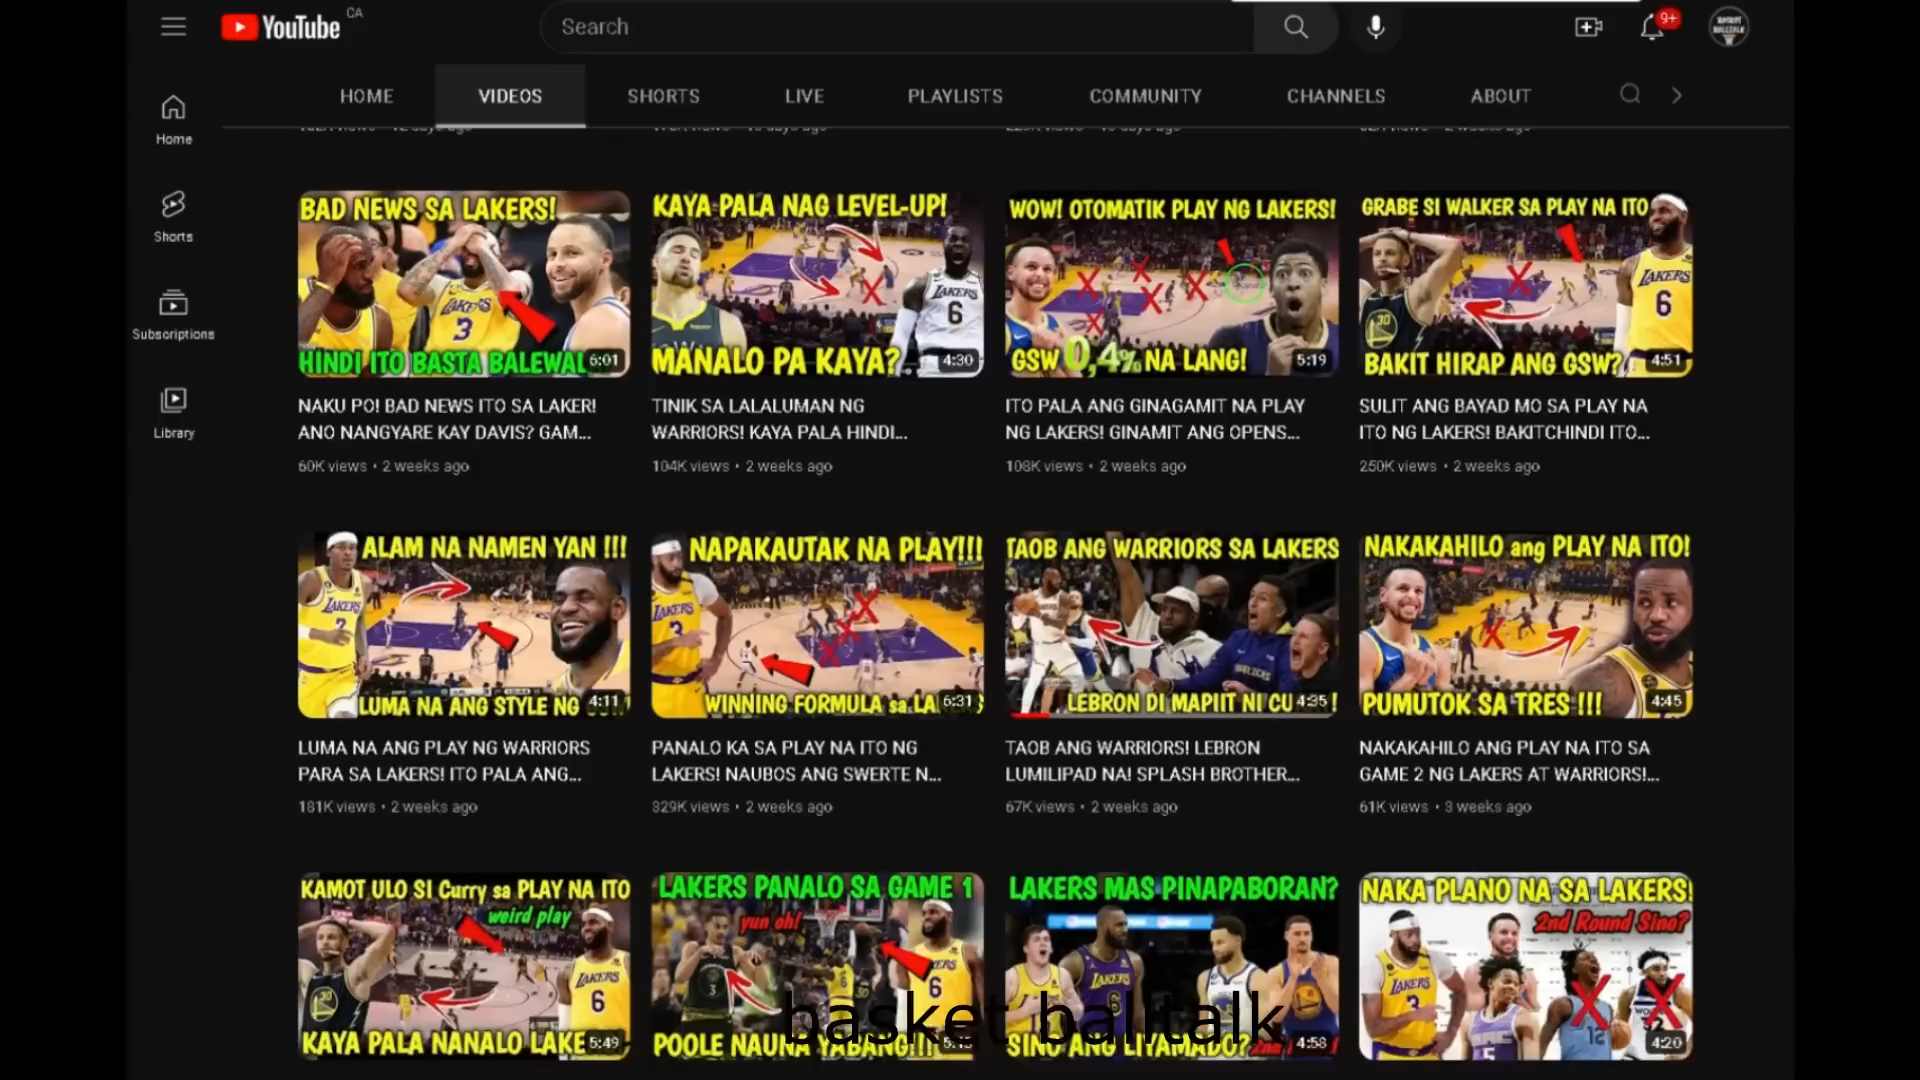 YouTube CA
Search
9+
HOME VIDEOS SHORTS LIVE PLAYLISTS COMMUNITY CHANNELS ABOUT
Home
Shorts
Subscriptions
Library
BAD NEWS SA LAKERS!
HINDI ITO BASTA BALEWAL
6:01
NAKU PO! BAD NEWS ITO SA LAKER!
ANO NANGYARE KAY DAVIS? GAM...
60K views • 2 weeks ago
KAYA PALA NAG LEVEL-UP!
MANALO PA KAYA?
4:30
TINIK SA LALALUMAN NG
WARRIORS! KAYA PALA HINDI...
104K views • 2 weeks ago
WOW! OTOMATIK PLAY NG LAKERS!
GSW 0,4% NA LANG!
5:19
ITO PALA ANG GINAGAMIT NA PLAY
NG LAKERS! GINAMIT ANG OPENS...
108K views • 2 weeks ago
GRABE SI WALKER SA PLAY NA ITO
BAKIT HIRAP ANG GSW?
4:51
SULIT ANG BAYAD MO SA PLAY NA
ITO NG LAKERS! BAKITCHINDI ITO...
250K views • 2 weeks ago
ALAM NA NAMEN YAN !!!
LUMA NA ANG STYLE NG
4:11
LUMA NA ANG PLAY NG WARRIORS
PARA SA LAKERS! ITO PALA ANG...
181K views • 2 weeks ago
NAPAKAUTAK NA PLAY!!!
WINNING FORMULA sa LA
6:31
PANALO KA SA PLAY NA ITO NG
LAKERS! NAUBOS ANG SWERTE N...
329K views • 2 weeks ago
TAOB ANG WARRIORS SA LAKERS
LEBRON DI MAPIIT NI CU
4:35
TAOB ANG WARRIORS! LEBRON
LUMILIPAD NA! SPLASH BROTHER...
67K views • 2 weeks ago
NAKAKAHILO ang PLAY NA ITO!
PUMUTOK SA TRES !!!
4:45
NAKAKAHILO ANG PLAY NA ITO SA
GAME 2 NG LAKERS AT WARRIORS!...
61K views • 3 weeks ago
KAMOT ULO SI Curry sa PLAY NA ITO
weird play
KAYA PALA NANALO LAKE
5:49
LAKERS PANALO SA GAME 1
yun oh!
POOLE NAUNA YABANG!!!
LAKERS MAS PINAPABORAN?
SINO ANG LIYAMADO?
4:58
NAKA PLANO NA SA LAKERS!
2nd Round Sino?
4:20
basket balltalk